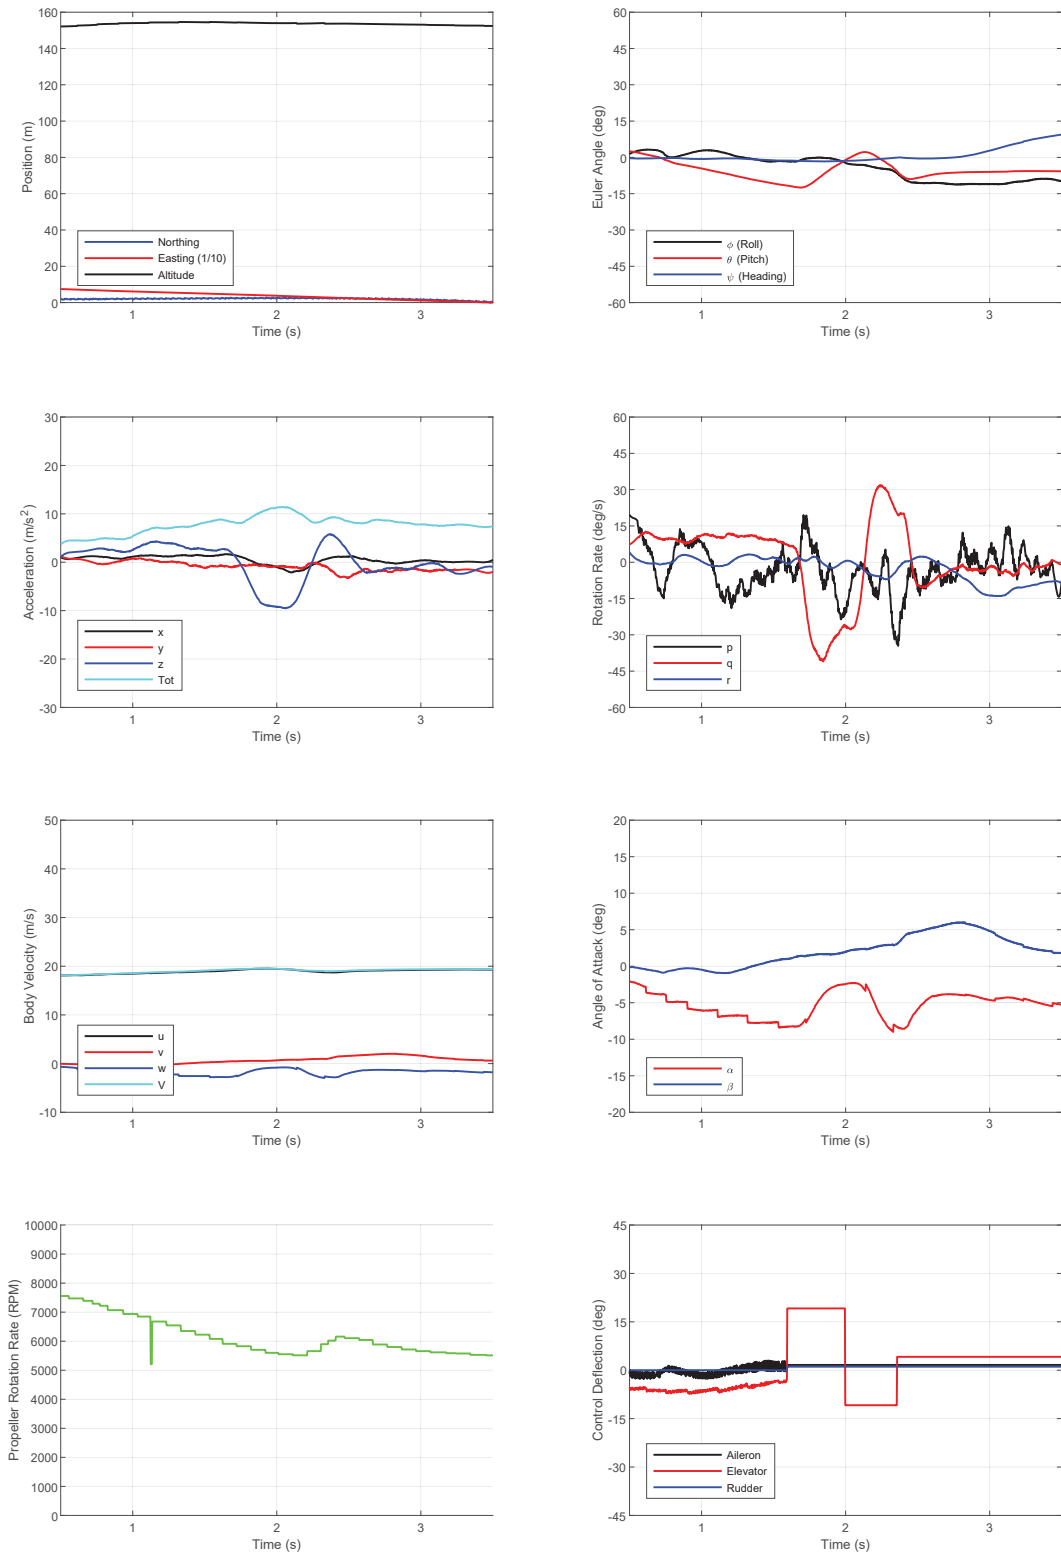 160
140
120
100
80
60
40
20
0
Position (m)
Northing
Easting (1/10)
Altitude
1 2 3
Time (s)
60
45
30
15
0
-15
-30
-45
-60
Euler Angle (deg)
ϕ (Roll)
θ (Pitch)
ψ (Heading)
1 2 3
Time (s)
30
20
10
0
-10
-20
-30
Acceleration (m/s²)
x
y
z
Tot
1 2 3
Time (s)
60
45
30
15
0
-15
-30
-45
-60
Rotation Rate (deg/s)
p
q
r
1 2 3
Time (s)
50
40
30
20
10
0
-10
Body Velocity (m/s)
u
v
w
V
1 2 3
Time (s)
20
15
10
5
0
-5
-10
-15
-20
Angle of Attack (deg)
α
β
1 2 3
Time (s)
10000
9000
8000
7000
6000
5000
4000
3000
2000
1000
0
Propeller Rotation Rate (RPM)
1 2 3
Time (s)
45
30
15
0
-15
-30
-45
Control Deflection (deg)
Aileron
Elevator
Rudder
1 2 3
Time (s)